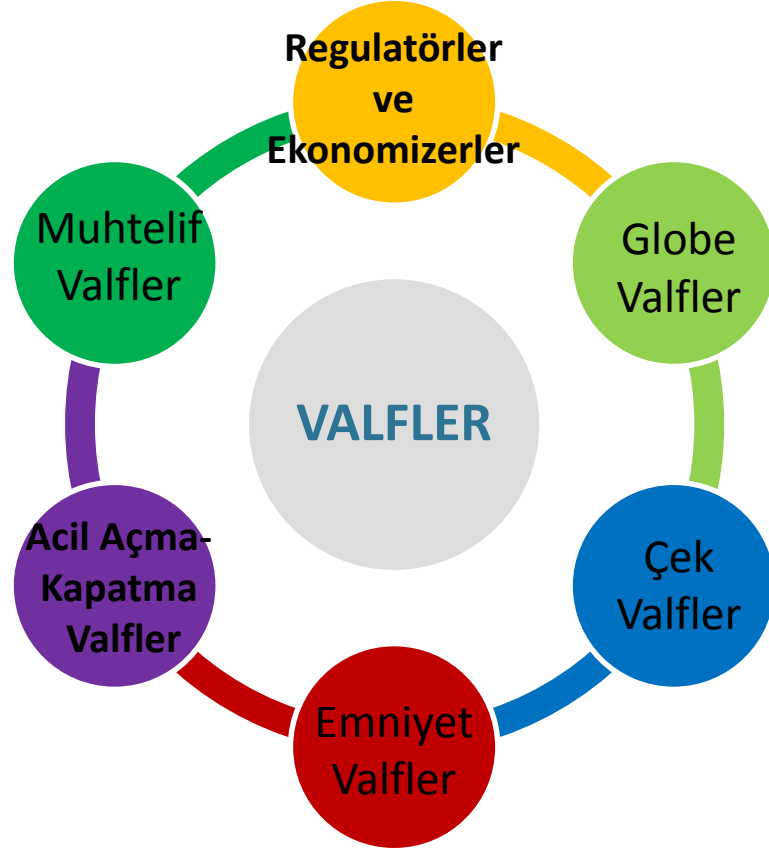 Regulatörler
ve
Ekonomizerler
Globe
Valfler
Çek
Valfler
Emniyet
Valfler
Acil Açma-
Kapatma
Valfler
Muhtelif
Valfler
VALFLER